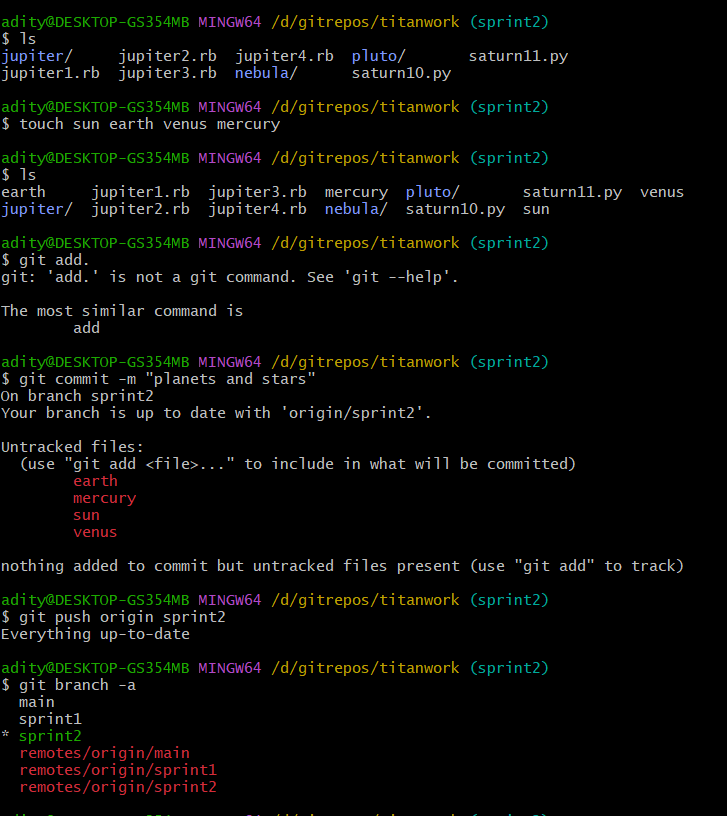 adity@DESKTOP-GS354MB MINGW64 /d/gitrepos/titanwork (sprint2)
$ ls
jupiter/     jupiter2.rb  jupiter4.rb  pluto/       saturn11.py
jupiter1.rb  jupiter3.rb  nebula/      saturn10.py
adity@DESKTOP-GS354MB MINGW64 /d/gitrepos/titanwork (sprint2)
$ touch sun earth venus mercury
adity@DESKTOP-GS354MB MINGW64 /d/gitrepos/titanwork (sprint2)
$ ls
earth     jupiter1.rb  jupiter3.rb  mercury  pluto/       saturn11.py  venus
jupiter/  jupiter2.rb  jupiter4.rb  nebula/  saturn10.py  sun
adity@DESKTOP-GS354MB MINGW64 /d/gitrepos/titanwork (sprint2)
$ git add.
git: 'add.' is not a git command. See 'git --help'.
The most similar command is
        add
adity@DESKTOP-GS354MB MINGW64 /d/gitrepos/titanwork (sprint2)
$ git commit -m "planets and stars"
On branch sprint2
Your branch is up to date with 'origin/sprint2'.
Untracked files:
  (use "git add <file>..." to include in what will be committed)
        earth
        mercury
        sun
        venus
nothing added to commit but untracked files present (use "git add" to track)
adity@DESKTOP-GS354MB MINGW64 /d/gitrepos/titanwork (sprint2)
$ git push origin sprint2
Everything up-to-date
adity@DESKTOP-GS354MB MINGW64 /d/gitrepos/titanwork (sprint2)
$ git branch -a
  main
  sprint1
* sprint2
  remotes/origin/main
  remotes/origin/sprint1
  remotes/origin/sprint2